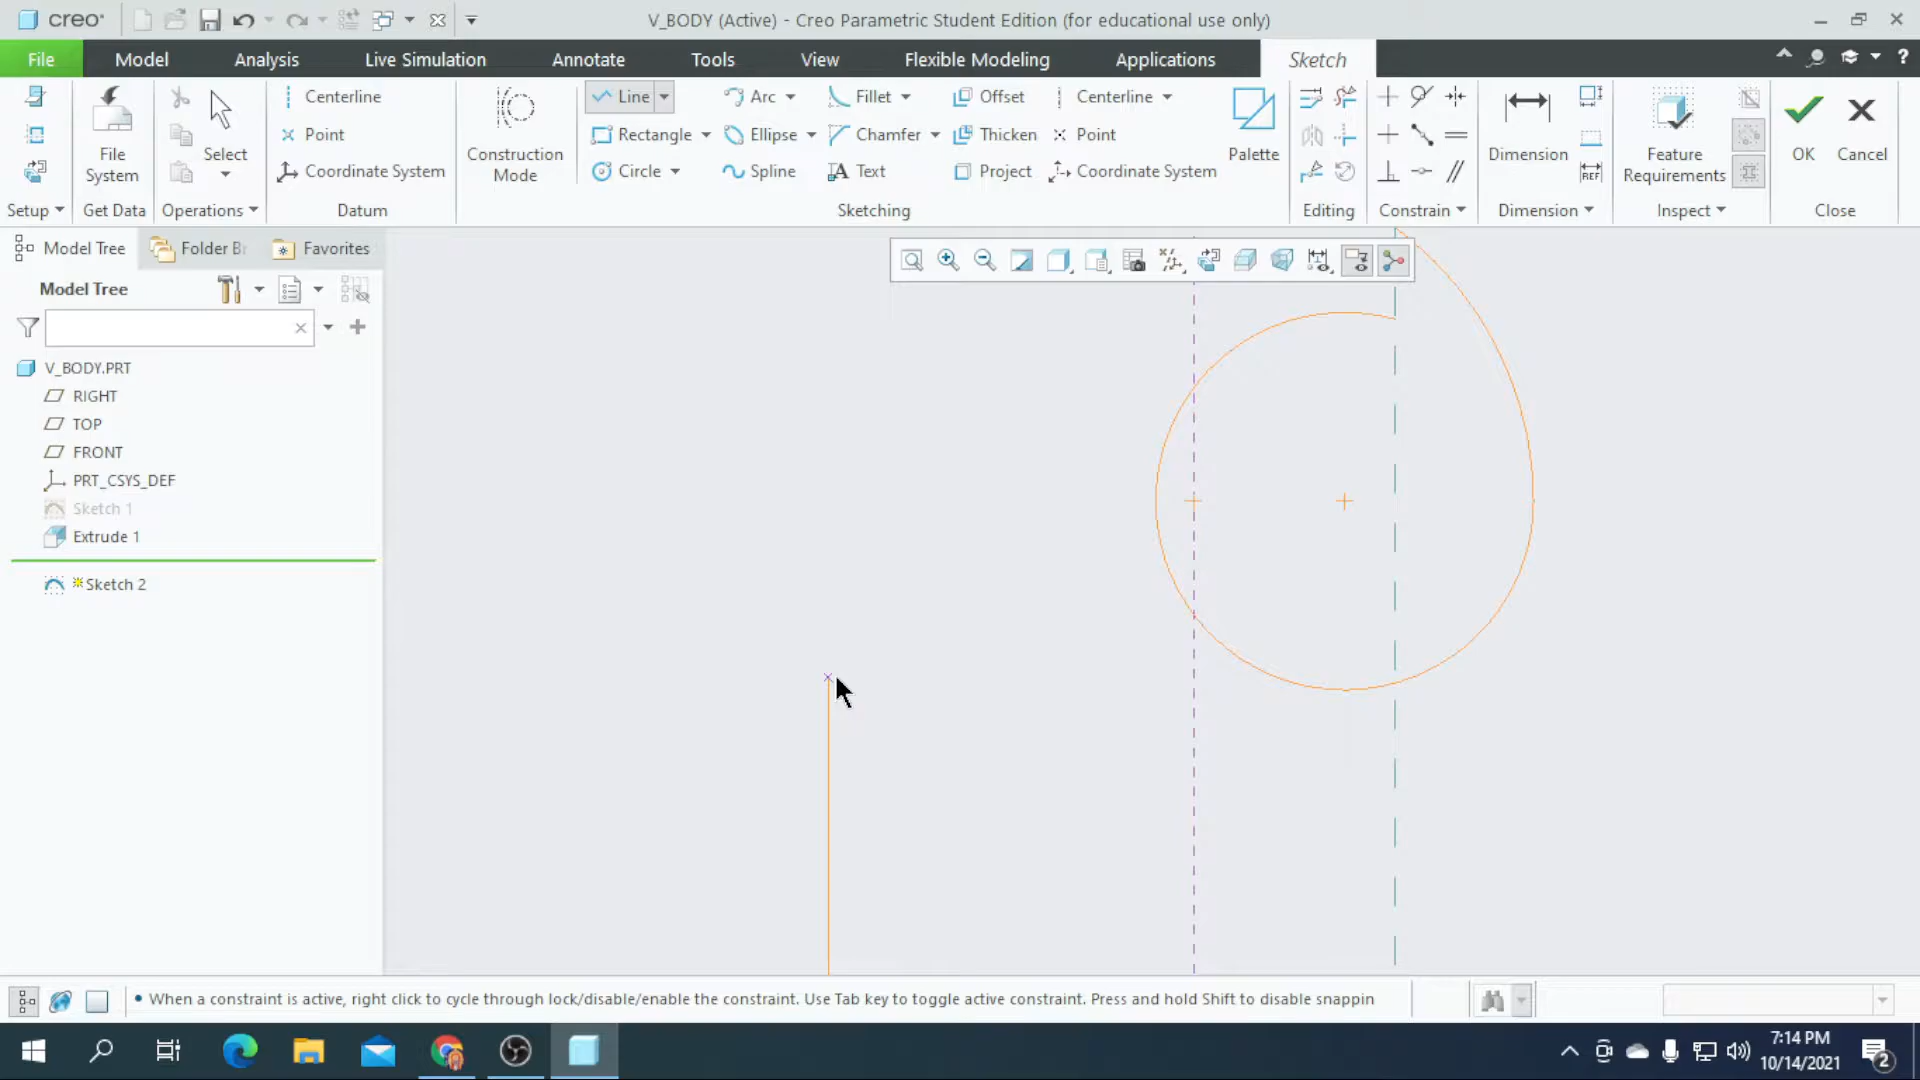 creo
V_BODY (Active) - Creo Parametric Student Edition (for educational use only)
File Model Analysis Live Simulation Annotate Tools View Flexible Modeling Applications Sketch
Setup
File System
Get Data
Select
Operations
Centerline
Point
Coordinate System
Datum
Construction Mode
Line Arc Fillet Offset Centerline
Rectangle Ellipse Chamfer Thicken Point
Circle Spline Text Project Coordinate System
Palette
Sketching
Editing
Constrain
Dimension
REF
Dimension
Feature Requirements
Inspect
OK Cancel
Close
Model Tree Folder Br Favorites
Model Tree
V_BODY.PRT
RIGHT
TOP
FRONT
PRT_CSYS_DEF
Sketch 1
Extrude 1
Sketch 2
• When a constraint is active, right click to cycle through lock/disable/enable the constraint. Use Tab key to toggle active constraint. Press and hold Shift to disable snappin
7:14 PM
10/14/2021
2